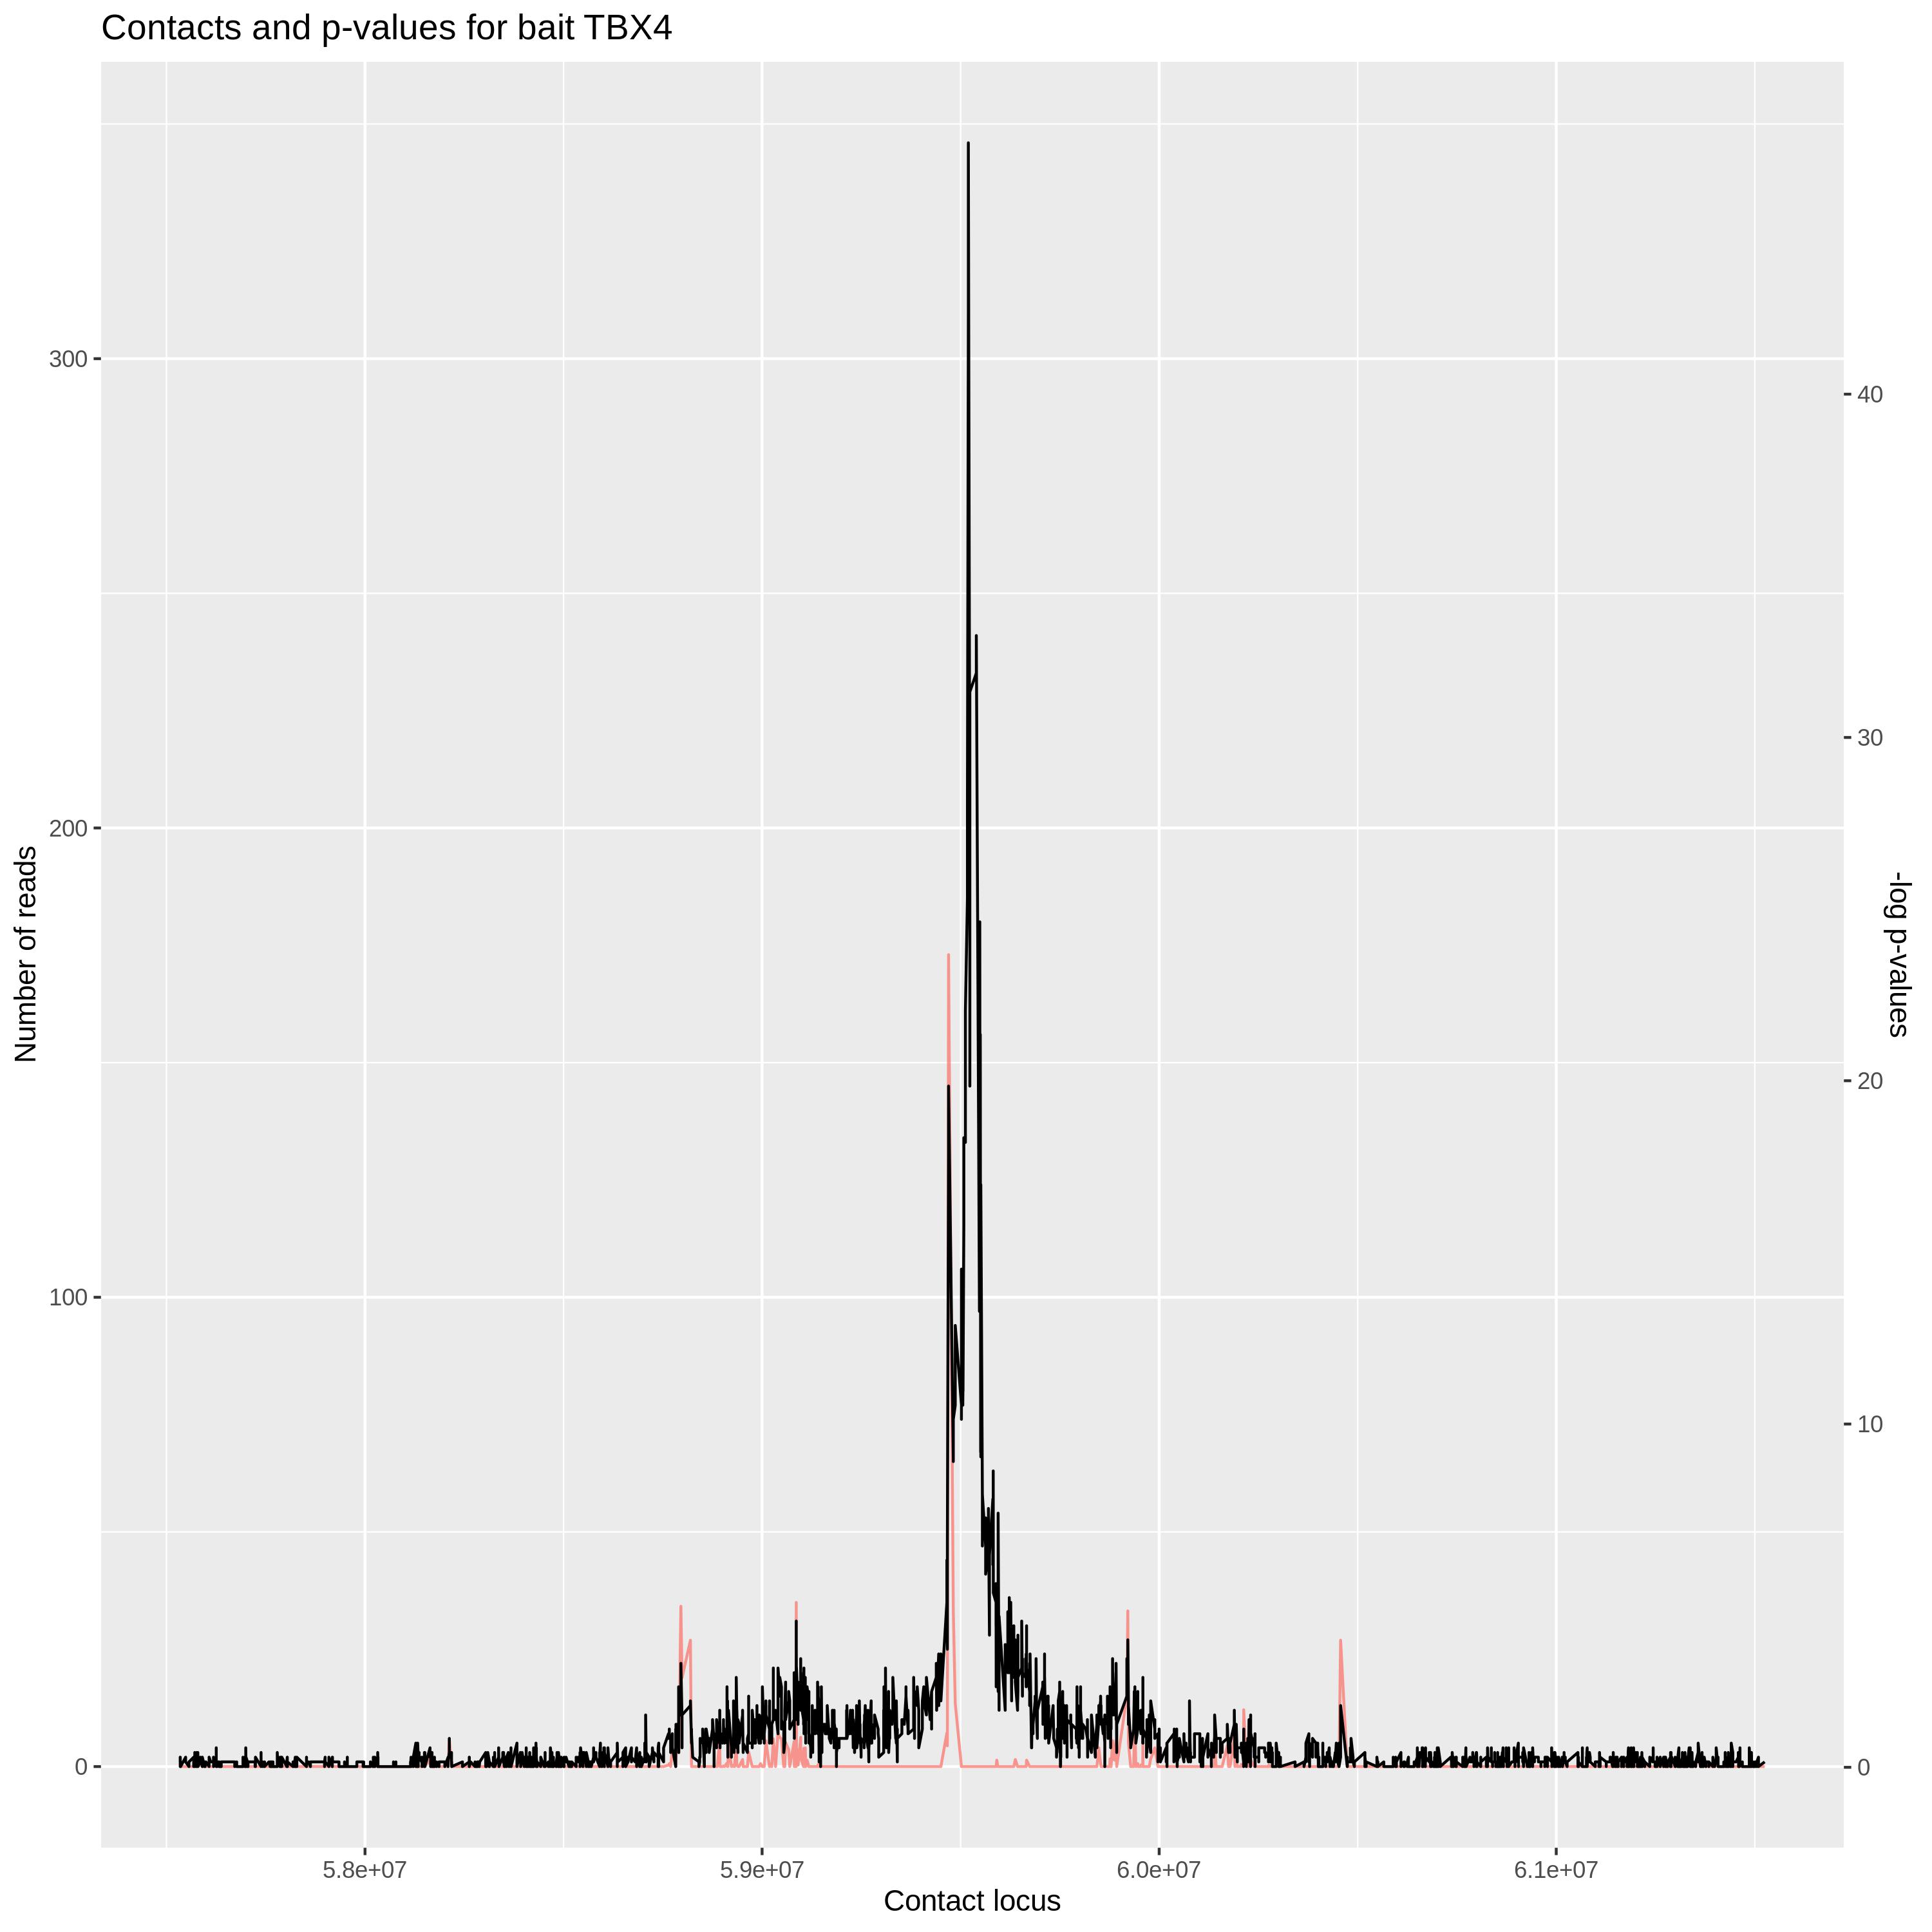 Contacts and p-values for bait TBX4
300
200
100
0
Number of reads
40
30
20
10
0
-log p-values
5.8e+07
5.9e+07
6.0e+07
6.1e+07
Contact locus